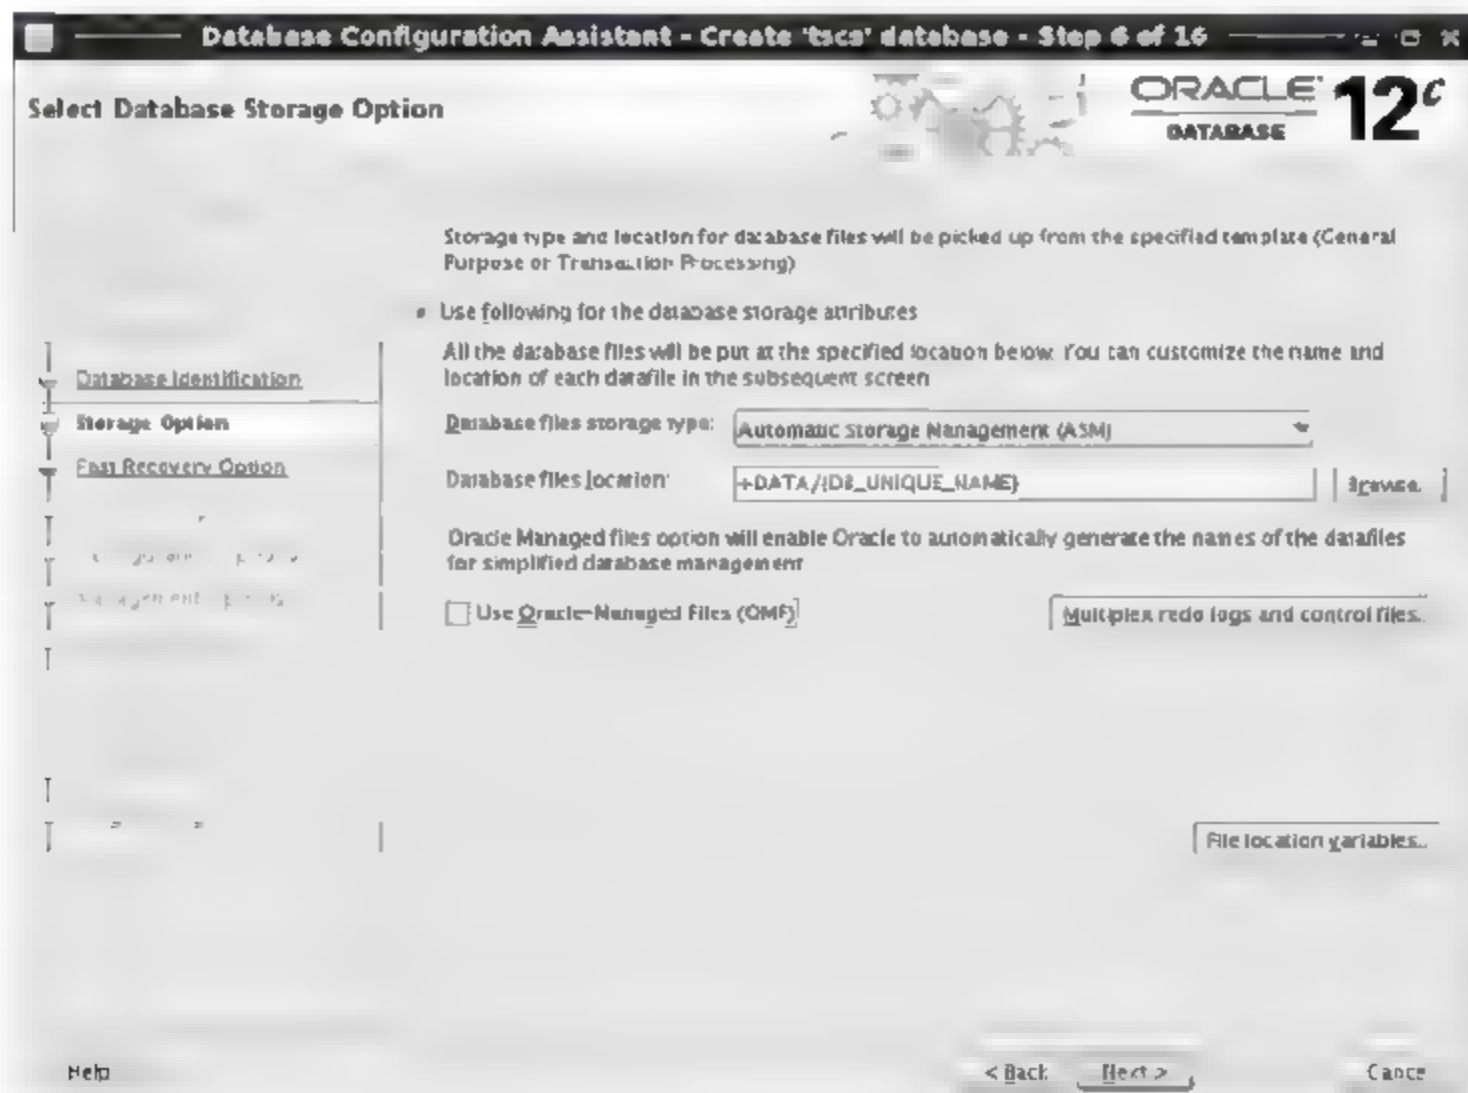 Database Configuration Assistant - Create 'tsca' database - Step 6 of 16
Select Database Storage Option
ORACLE
DATABASE
12c
Storage type and location for database files will be picked up from the specified template (General
Purpose or Transaction Processing)
Use following for the database storage attributes
All the database files will be put at the specified location below. You can customize the name and
location of each datafile in the subsequent screen
Database Identification
Storage Option
Fast Recovery Option
Database files storage type:
Automatic Storage Management (ASM)
Database files location:
+DATA/{DB_UNIQUE_NAME}
Browse.
Oracle Managed files option will enable Oracle to automatically generate the names of the datafiles
for simplified database management
Use Oracle-Managed Files (OMF)
Multiplex redo logs and control files..
File location variables..
Help
< Back
Next >
Cance